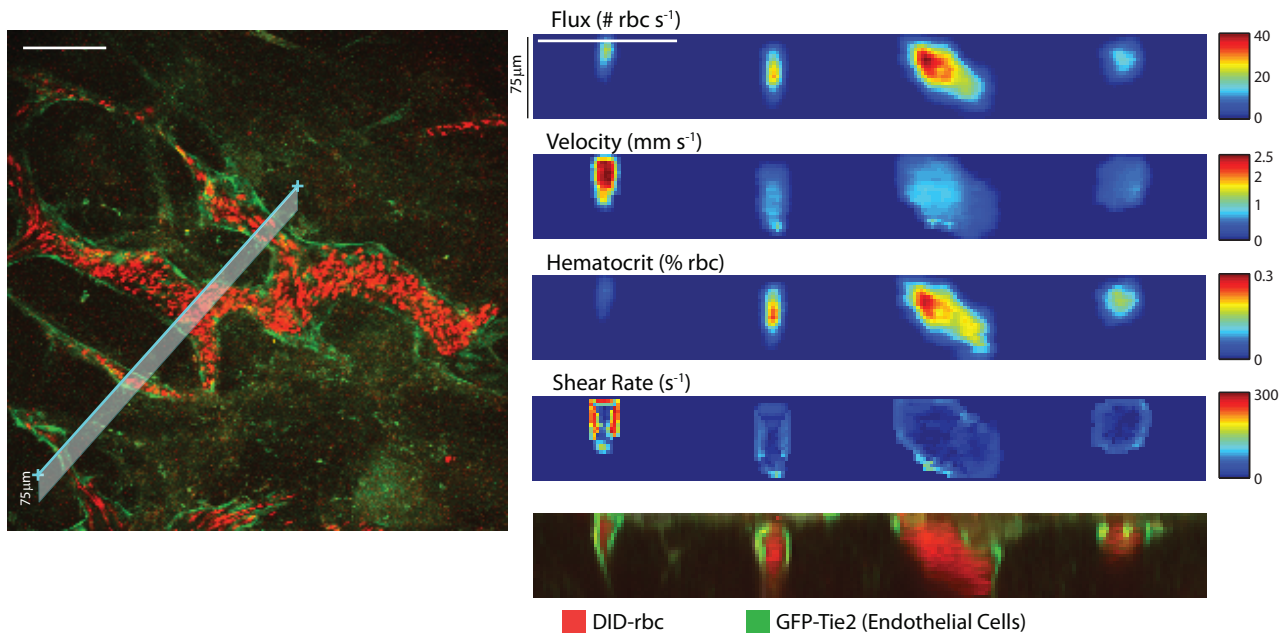 Flux (# rbc s-1)
75μm
40
20
0
Velocity (mm s-1)
2.5
2
1
0
Hematocrit (% rbc)
0.3
0
Shear Rate (s-1)
300
0
75μm
DID-rbc
GFP-Tie2 (Endothelial Cells)